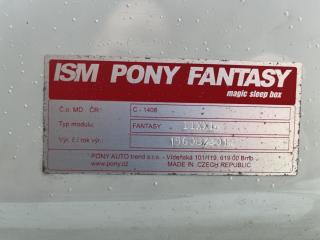 ISM PONY FANTASY
magic sleep box
Č.o. MD ČR: C - 1408
Typ modulu: FANTASY
Výr. č./ rok výr.:
PONY AUTO trend s.r.o. - Vídeňská 101/119, 619 00 Brno
www.pony.cz MADE IN CZECH REPUBLIC